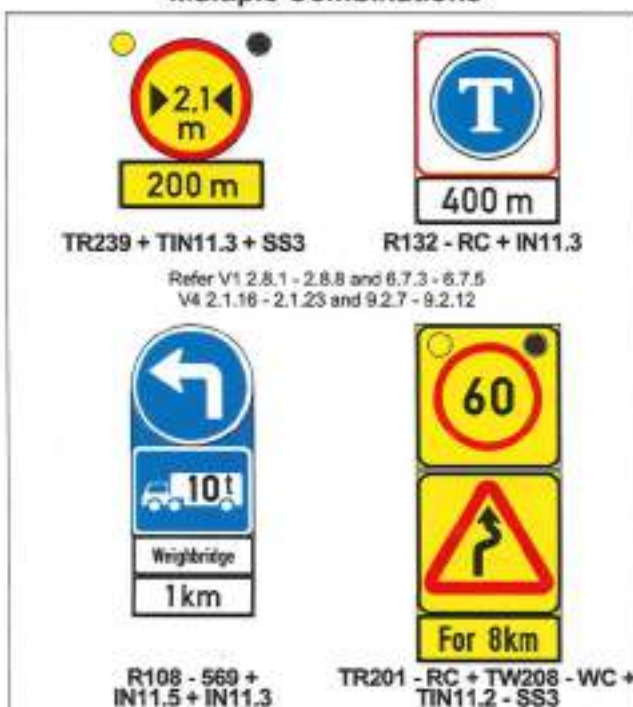 Multiple Combinations
2.1
m
200 m
TR239 + TIN11.3 + SS3
T
400 m
R132 - RC + IN11.3
Refer V1 2.8.1 - 2.8.8 and 6.7.3 - 6.7.5
V4 2.1.16 - 2.1.23 and 9.2.7 - 9.2.12
10t
Weighbridge
1km
R108 - 569 +
IN11.5 + IN11.3
60
For 8km
TR201 - RC + TW208 - WC +
TIN11.2 - SS3